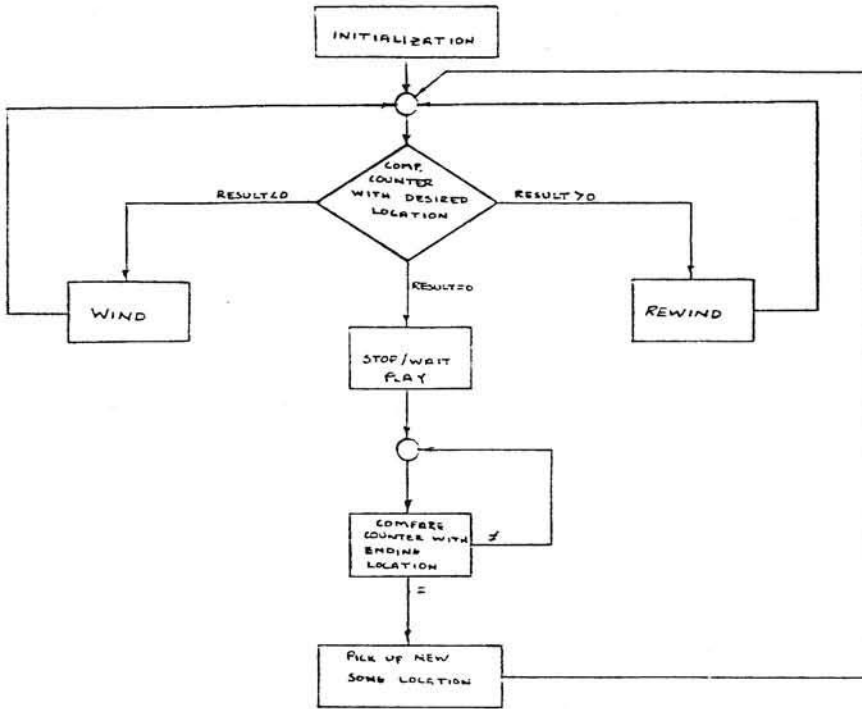 INITIALIZATION
COMP.
COUNTER
WITH DESIRED
LOCATION
RESULT<0
RESULT>0
RESULT=0
WIND
REWIND
STOP/WAIT
PLAY
COMPARE
COUNTER WITH
ENDING
LOCATION
≠
=
PICK UP NEW
SONG LOCATION